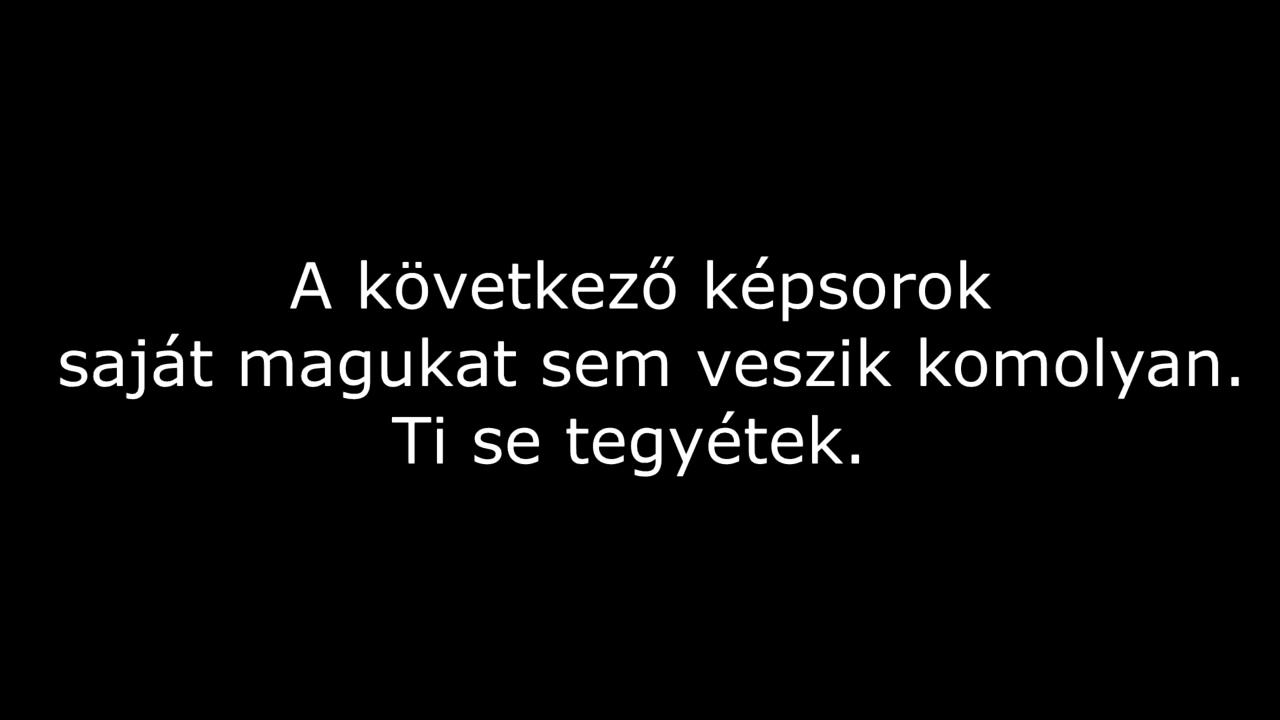 A következő képsorok
saját magukat sem veszik komolyan.
Ti se tegyétek.